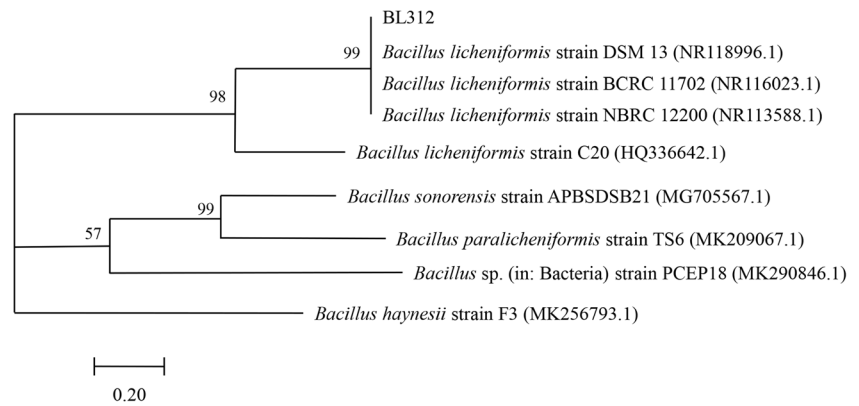 BL312
99
Bacillus licheniformis strain DSM 13 (NR118996.1)
Bacillus licheniformis strain BCRC 11702 (NR116023.1)
98
Bacillus licheniformis strain NBRC 12200 (NR113588.1)
Bacillus licheniformis strain C20 (HQ336642.1)
Bacillus sonorensis strain APBSDSB21 (MG705567.1)
99
57
Bacillus paralicheniformis strain TS6 (MK209067.1)
Bacillus sp. (in: Bacteria) strain PCEP18 (MK290846.1)
Bacillus haynesii strain F3 (MK256793.1)
0.20